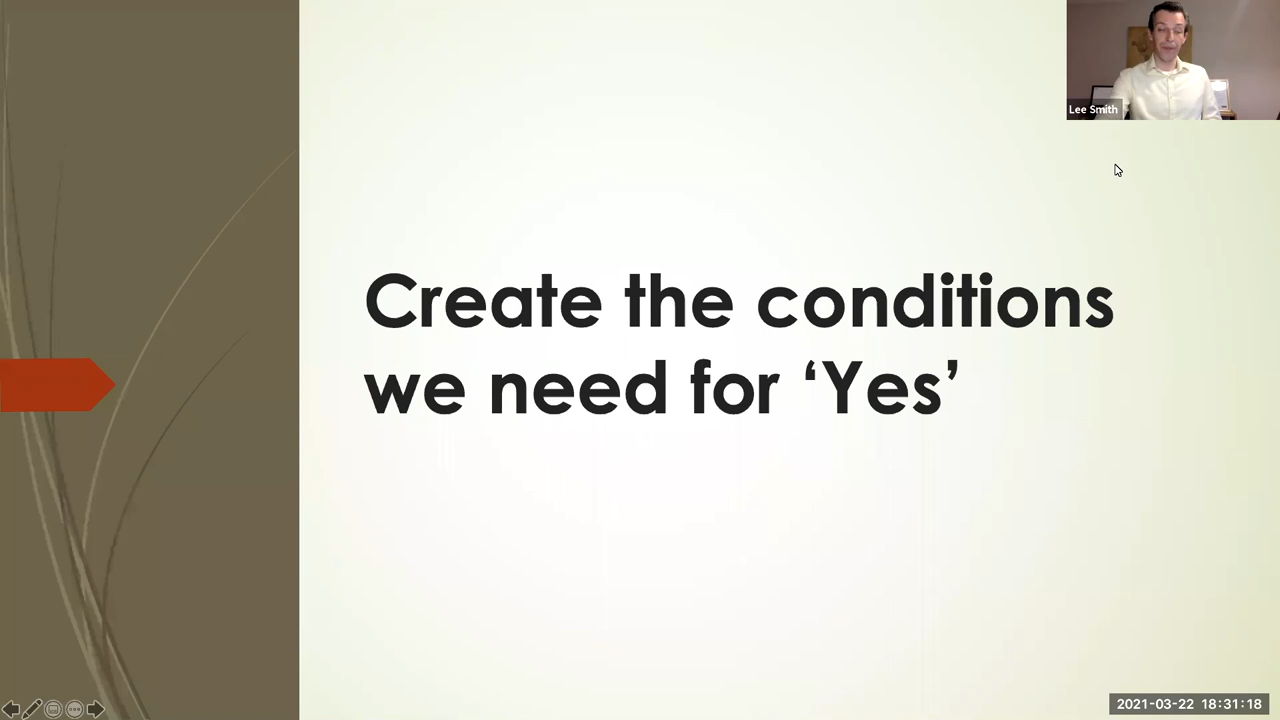 Lee Smith
Create the conditions
we need for ‘Yes’
2021-03-22 18:31:18